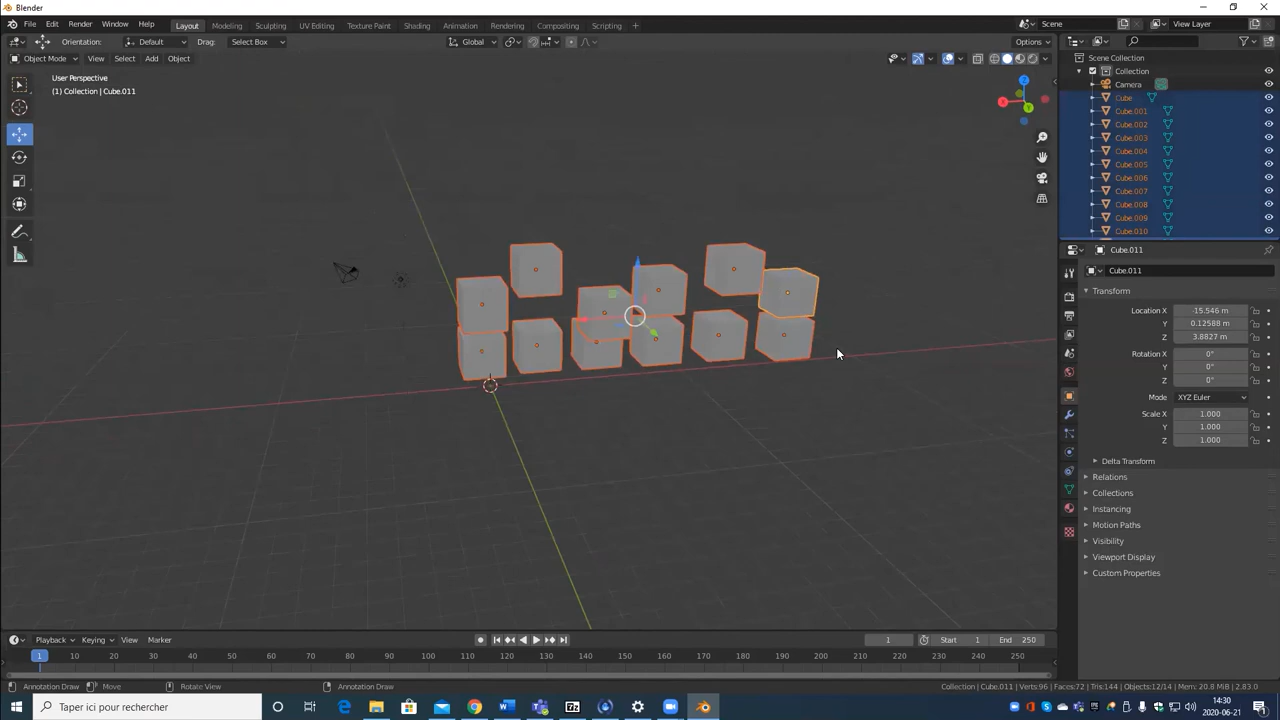 Blender
File Edit Render Window Help Layout Modeling Sculpting UV Editing Texture Paint Shading Animation Rendering Compositing Scripting + Scene View Layer
Orientation: Default Drag: Select Box Global Options
Object Mode View Select Add Object
User Perspective
(1) Collection | Cube.011
Scene Collection
Collection
Camera
Cube
Cube.001
Cube.002
Cube.003
Cube.004
Cube.005
Cube.006
Cube.007
Cube.008
Cube.009
Cube.010
Cube.011
Cube.011
Transform
Location X -15.546 m
Y 0.12588 m
Z 3.8827 m
Rotation X 0°
Y 0°
Z 0°
Mode XYZ Euler
Scale X 1.000
Y 1.000
Z 1.000
Delta Transform
Relations
Collections
Instancing
Motion Paths
Visibility
Viewport Display
Custom Properties
X
Y
Z
Playback Keying View Marker 1 Start 1 End 250
1 10 20 30 40 50 60 70 80 90 100 110 120 130 140 150 160 170 180 190 200 210 220 230 240 250
Annotation Draw Move Rotate View Annotation Draw Collection | Cube.011 | Verts:96 | Faces:72 | Tris:144 | Objects:12/14 | Mem: 20.8 MiB | 2.83.0
Taper ici pour rechercher
14:30
2020-06-21